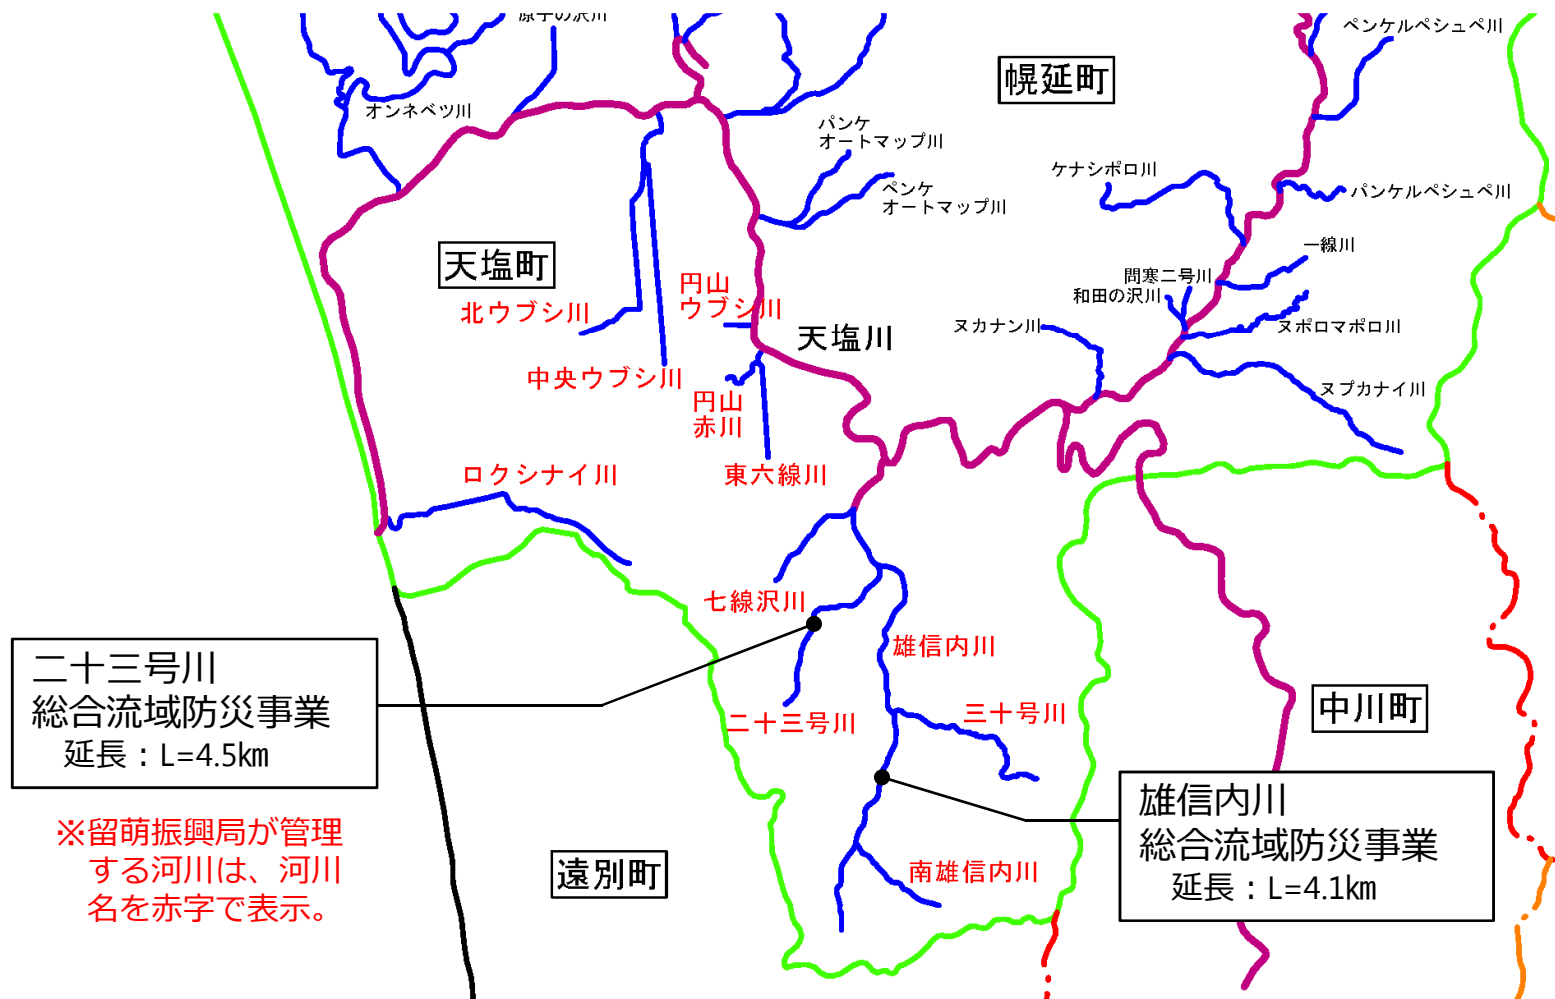 原子の沢川
ペンケルペシュペ川
幌延町
オンネベツ川
パンケ
オートマップ川
ケナシポロ川
ペンケ
オートマップ川
パンケルペシュペ川
天塩町
一線川
問寒二号川
和田の沢川
円山
ウブシ川
北ウブシ川
ヌカナン川
ヌポロマポロ川
天塩川
中央ウブシ川
ヌプカナイ川
円山
赤川
ロクシナイ川
東六線川
七線沢川
雄信内川
二十三号川
総合流域防災事業
延長：L=4.5㎞
二十三号川
三十号川
中川町
雄信内川
総合流域防災事業
延長：L=4.1㎞
※留萌振興局が管理
する河川は、河川
名を赤字で表示。
遠別町
南雄信内川